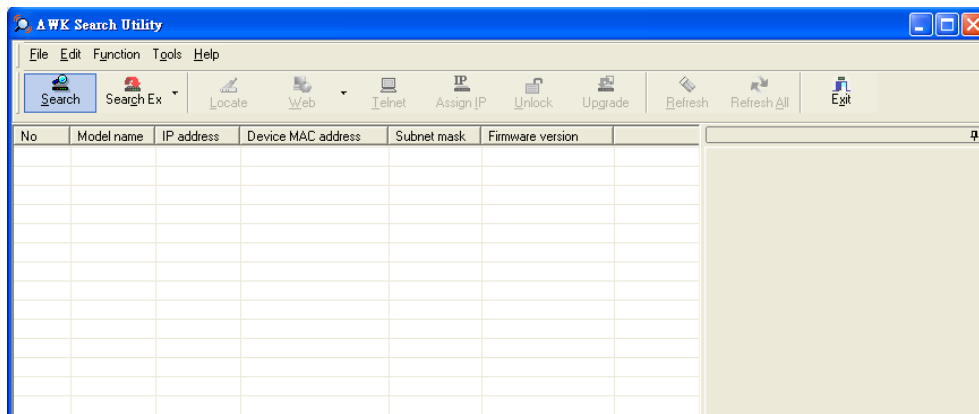 AWK Search Utility
File Edit Function Tools Help
Search Search Ex Locate Web Telnet IP Assign IP Unlock Upgrade Refresh Refresh All Exit
No Model name IP address Device MAC address Subnet mask Firmware version